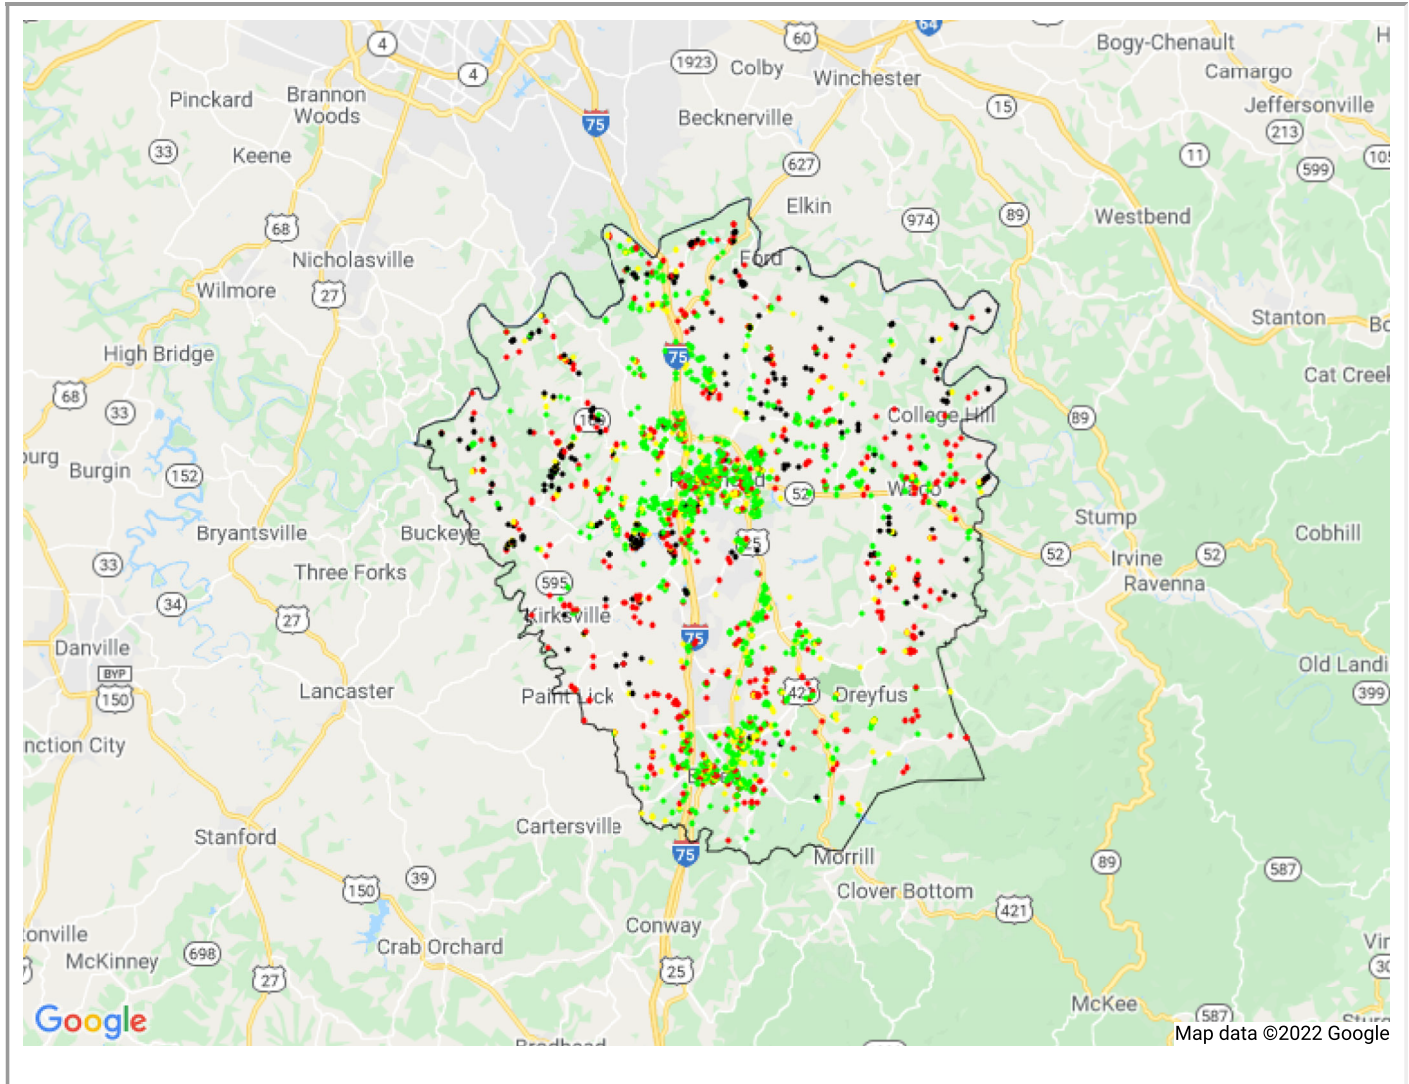 4
60
64
Bogy-Chenault
H
4
1923
Colby
Winchester
Camargo
Pinckard
Brannon
Woods
15
Jeffersonville
75
Becknerville
213
33
Keene
627
11
599
Elkin
974
89
Westbend
68
Nicholasville
Ford
27
Wilmore
Stanton
High Bridge
75
Cat Creek
68
33
College Hill
89
urg
Burgin
152
52
Waco
Stump
Bryantsville
Buckeye
Cobhill
52
Irvine
52
33
Three Forks
595
Ravenna
34
27
Kirksville
75
Danville
BYP
150
Lancaster
Paint Lick
421
Dreyfus
Old Landi
399
nction City
Stanford
Cartersville
75
Morrill
89
587
39
150
Clover Bottom
421
Conway
onville
698
McKinney
Crab Orchard
27
25
McKee
587
Google
Map data ©2022 Google